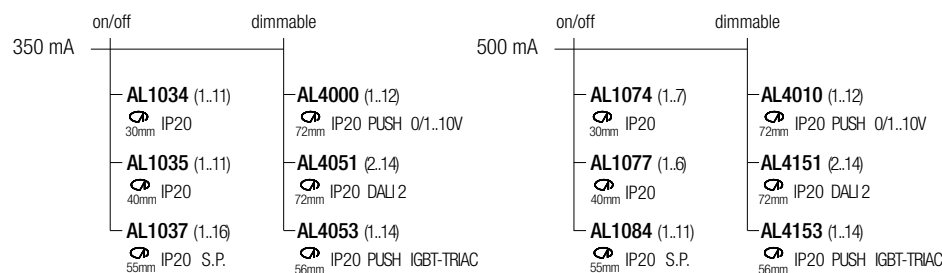 on/off dimmable
350 mA
AL1034 (1..11) AL4000 (1..12)
30mm IP20 72mm IP20 PUSH 0/1..10V
AL1035 (1..11) AL4051 (2..14)
40mm IP20 72mm IP20 DALI 2
AL1037 (1..16) AL4053 (1..14)
55mm IP20 S.P. 56mm IP20 PUSH IGBT-TRIAC
on/off dimmable
500 mA
AL1074 (1..7) AL4010 (1..12)
30mm IP20 72mm IP20 PUSH 0/1..10V
AL1077 (1..6) AL4151 (2..14)
40mm IP20 72mm IP20 DALI 2
AL1084 (1..11) AL4153 (1..14)
55mm IP20 S.P. 56mm IP20 PUSH IGBT-TRIAC